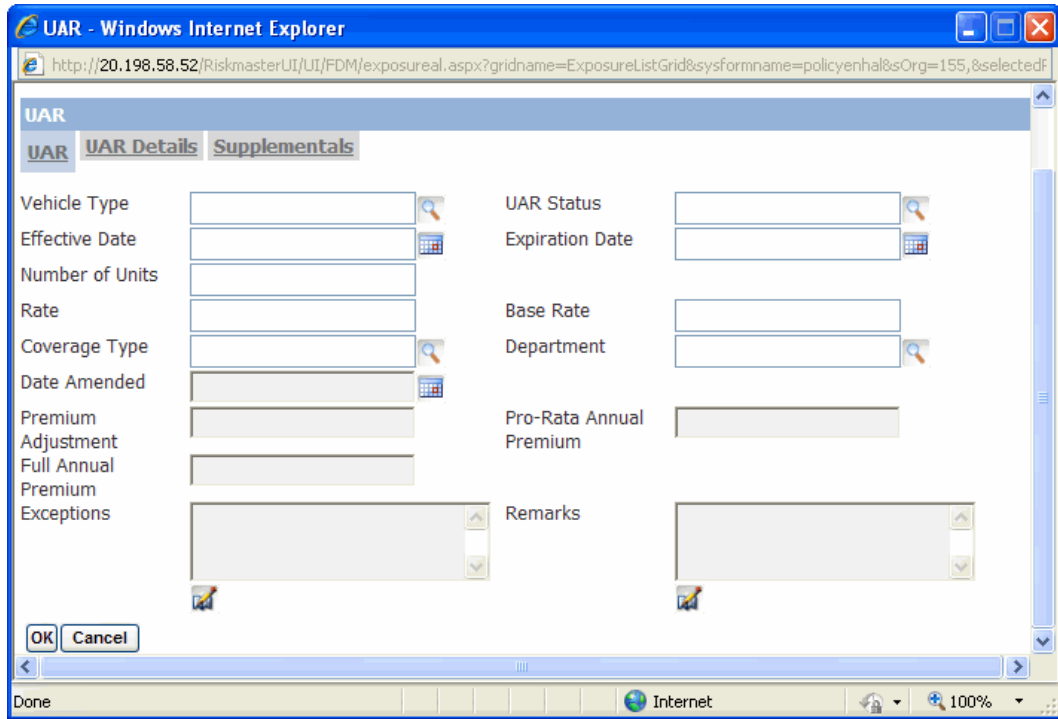 UAR - Windows Internet Explorer
http://20.198.58.52/RiskmasterUI/UI/FDM/exposureal.aspx?gridname=ExposureListGrid&sysformname=policyenhal&sOrg=155,&selectedF
UAR
UAR UAR Details Supplementals
Vehicle Type UAR Status
Effective Date Expiration Date
Number of Units
Rate Base Rate
Coverage Type Department
Date Amended
Premium Pro-Rata Annual
Adjustment Premium
Full Annual
Premium
Exceptions Remarks
OK Cancel
Done Internet 100%